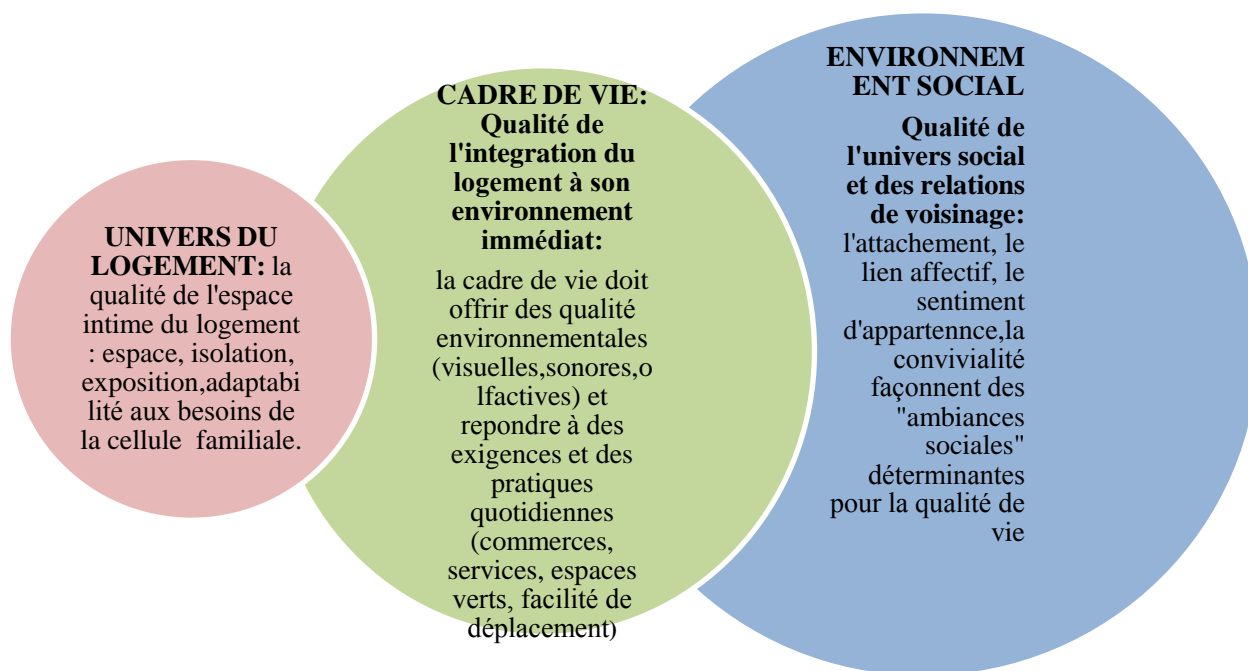 UNIVERS DU
LOGEMENT: la
qualité de l'espace
intime du logement
: espace, isolation,
exposition,adaptabi
lité aux besoins de
la cellule familiale.
CADRE DE VIE:
Qualité de
l'integration du
logement à son
environnement
immédiat:
la cadre de vie doit
offrir des qualité
environnementales
(visuelles,sonores,o
lfactives) et
repondre à des
exigences et des
pratiques
quotidiennes
(commerces,
services, espaces
verts, facilité de
déplacement)
ENVIRONNEM
ENT SOCIAL
Qualité de
l'univers social
et des relations
de voisinage:
l'attachement, le
lien affectif, le
sentiment
d'appartennce,la
convivialité
façonnent des
"ambiances
sociales"
déterminantes
pour la qualité de
vie